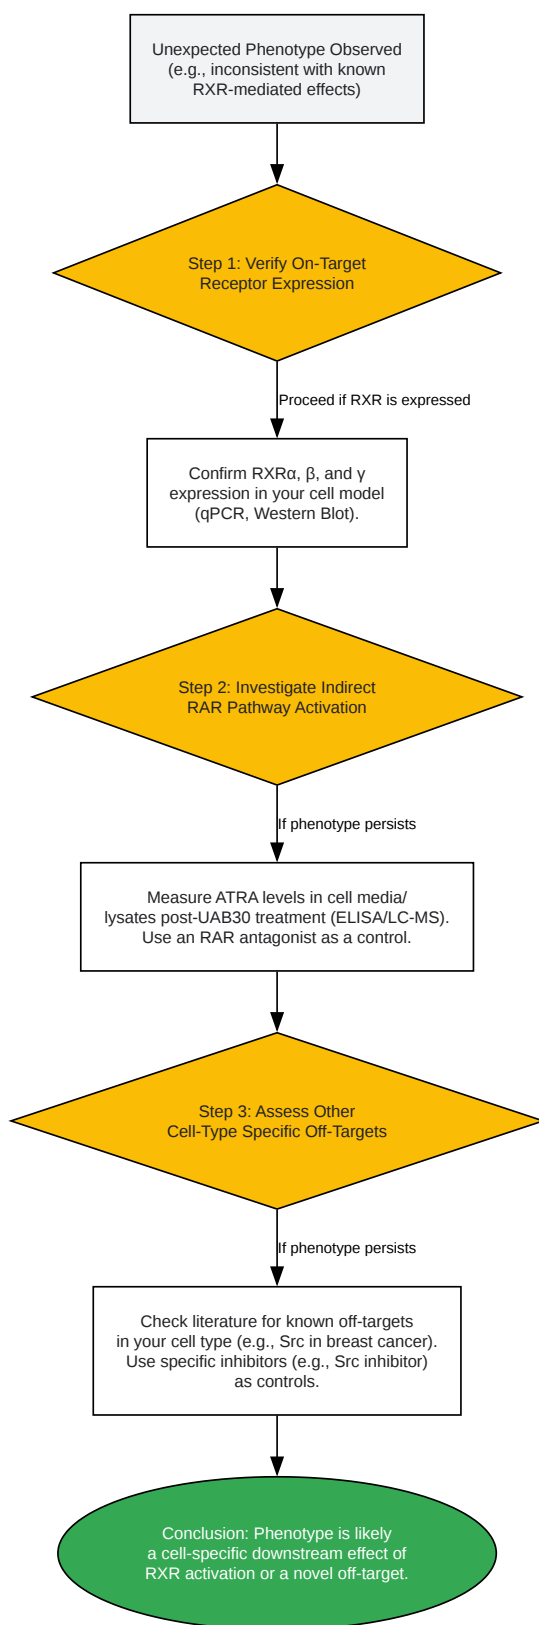 Unexpected Phenotype Observed
(e.g., inconsistent with known
RXR-mediated effects)
Step 1: Verify On-Target
Receptor Expression
Proceed if RXR is expressed
Confirm RXRα, β, and γ
expression in your cell model
(qPCR, Western Blot).
Step 2: Investigate Indirect
RAR Pathway Activation
If phenotype persists
Measure ATRA levels in cell media/
lysates post-UAB30 treatment (ELISA/LC-MS).
Use an RAR antagonist as a control.
Step 3: Assess Other
Cell-Type Specific Off-Targets
If phenotype persists
Check literature for known off-targets
in your cell type (e.g., Src in breast cancer).
Use specific inhibitors (e.g., Src inhibitor)
as controls.
Conclusion: Phenotype is likely
a cell-specific downstream effect of
RXR activation or a novel off-target.